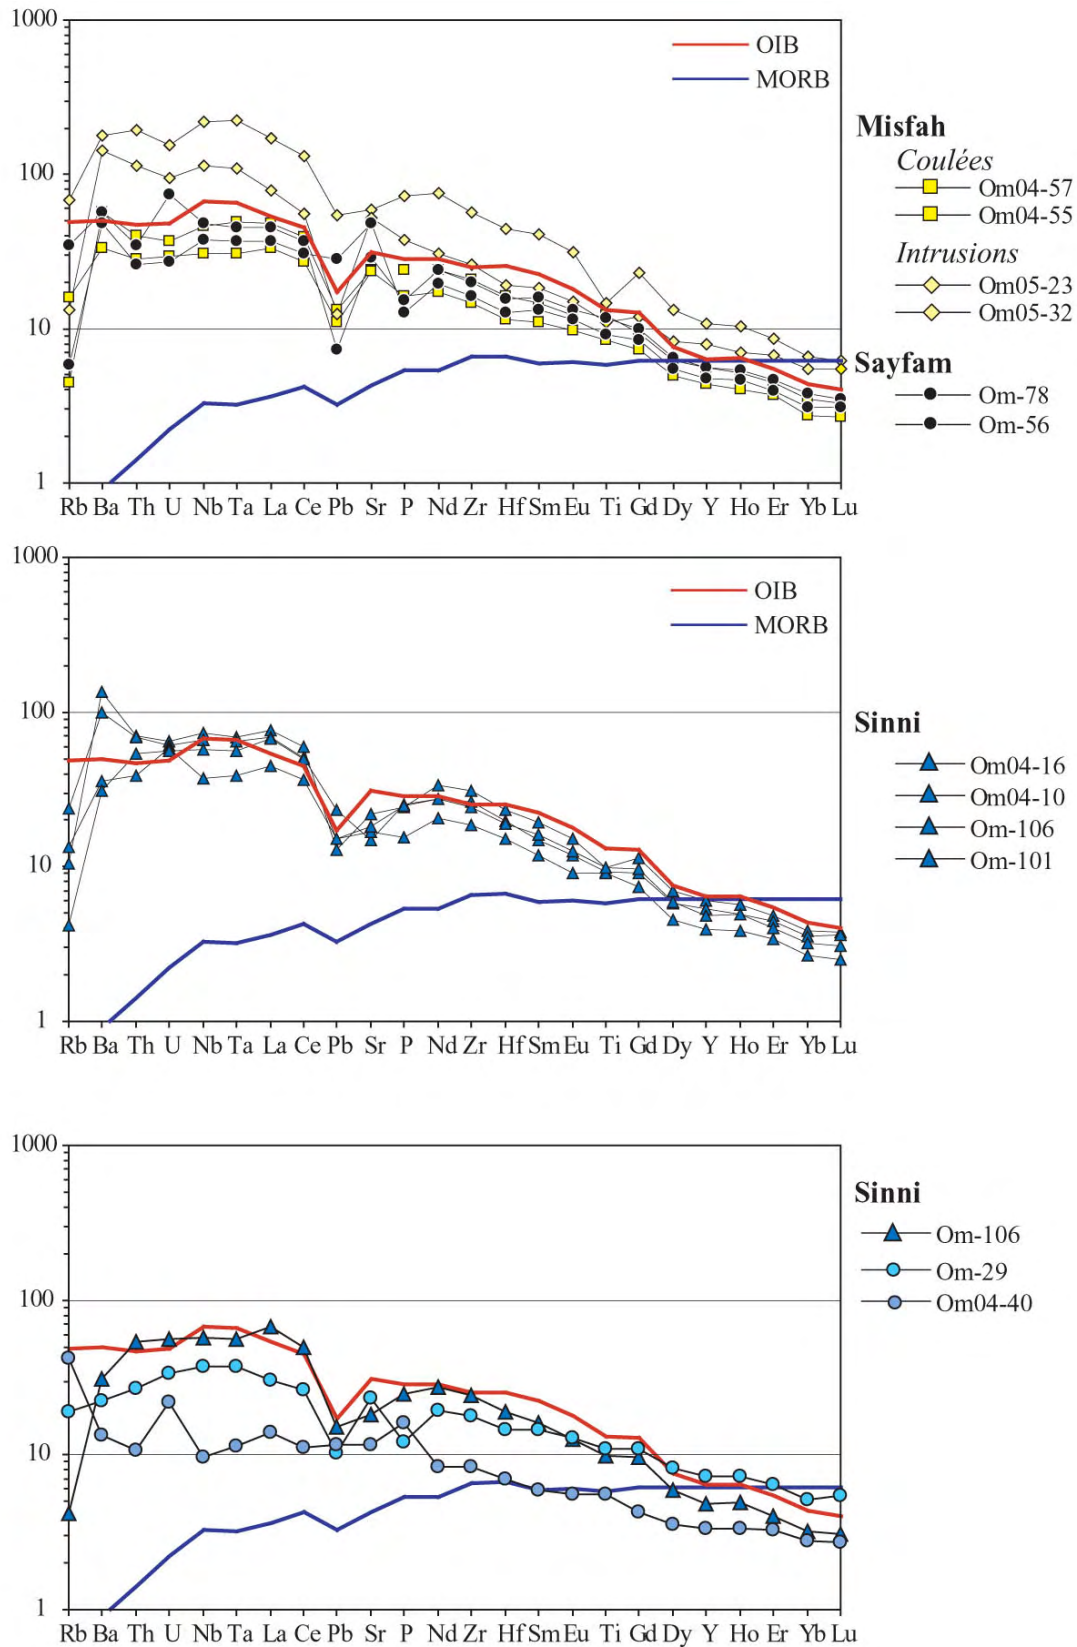 1000
100
10
1
OIB
MORB
Rb Ba Th U Nb Ta La Ce Pb Sr P Nd Zr Hf Sm Eu Ti Gd Dy Y Ho Er Yb Lu
Misfah
Coulées
Om04-57
Om04-55
Intrusions
Om05-23
Om05-32
Sayfam
Om-78
Om-56
1000
100
10
1
OIB
MORB
Rb Ba Th U Nb Ta La Ce Pb Sr P Nd Zr Hf Sm Eu Ti Gd Dy Y Ho Er Yb Lu
Sinni
Om04-16
Om04-10
Om-106
Om-101
1000
100
10
1
Rb Ba Th U Nb Ta La Ce Pb Sr P Nd Zr Hf Sm Eu Ti Gd Dy Y Ho Er Yb Lu
Sinni
Om-106
Om-29
Om04-40